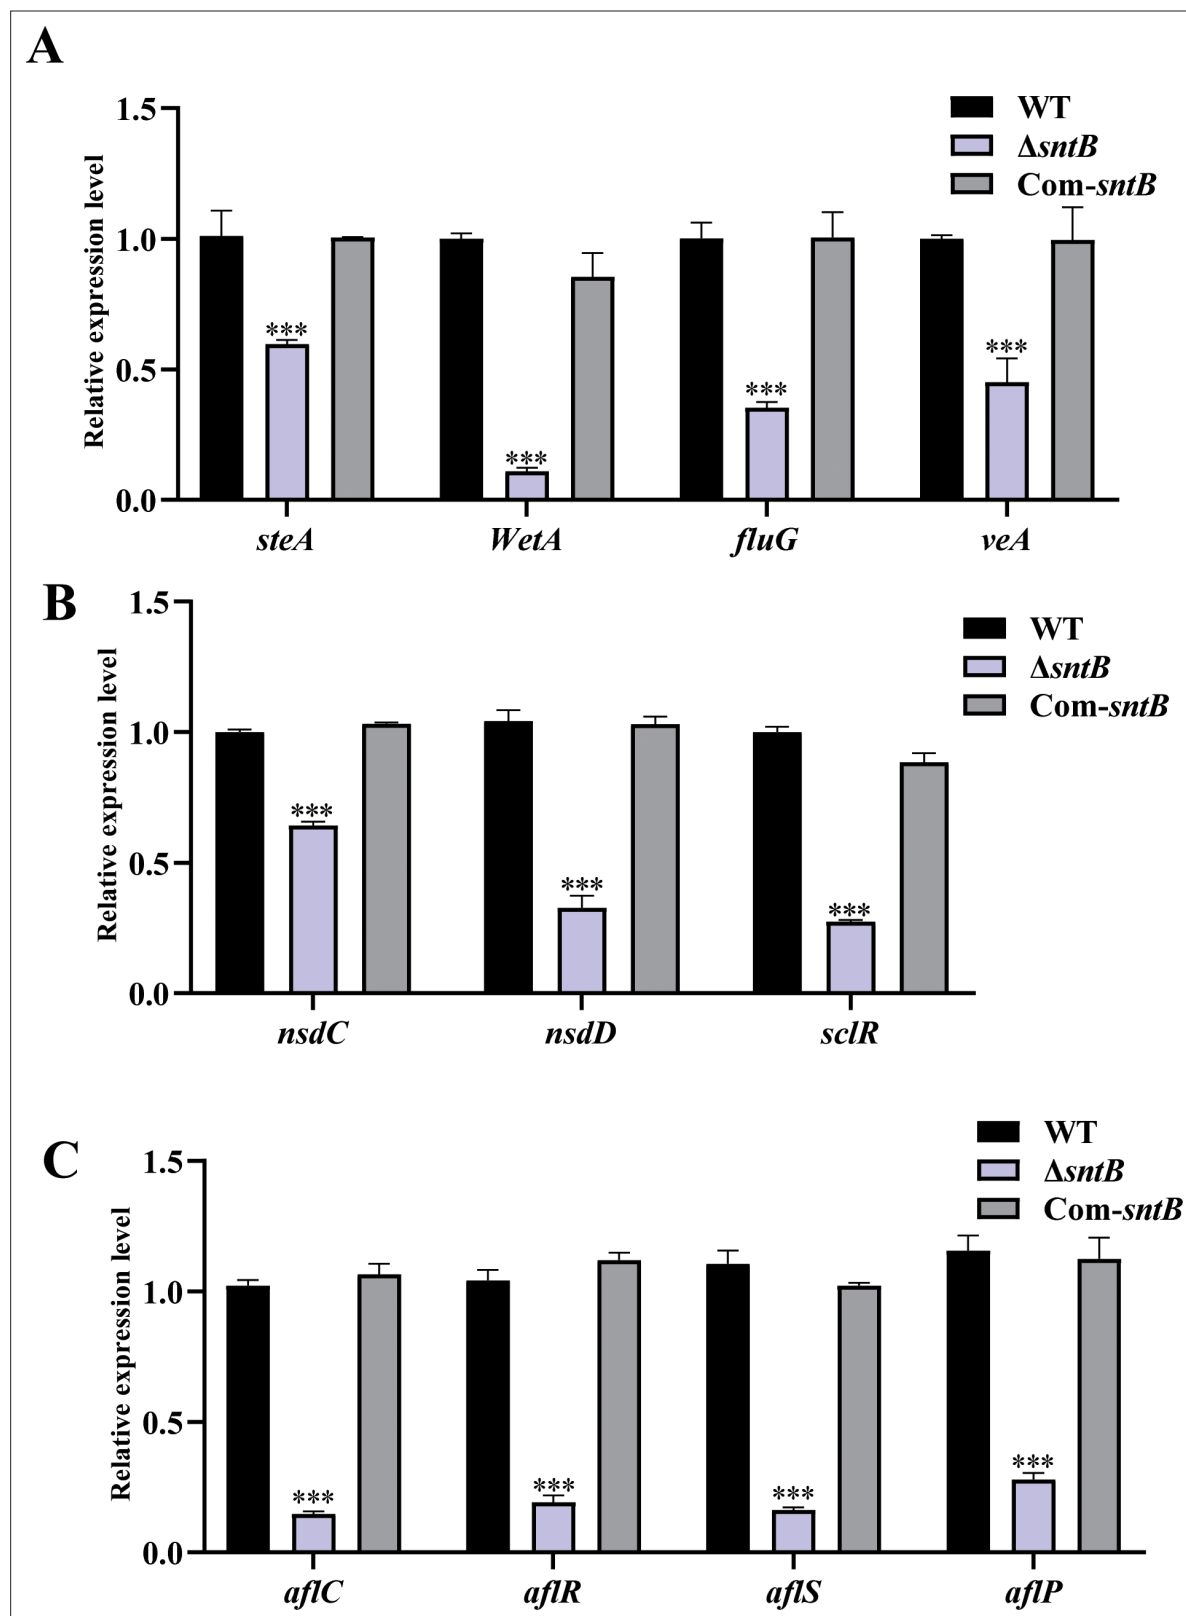 A
Relative expression level
1.5
1.0
0.5
0.0
WT
ΔsntB
Com-sntB
***
***
***
***
steA
WetA
fluG
veA
B
Relative expression level
1.5
1.0
0.5
0.0
WT
ΔsntB
Com-sntB
***
***
***
nsdC
nsdD
sclR
C
Relative expression level
1.5
1.0
0.5
0.0
WT
ΔsntB
Com-sntB
***
***
***
***
aflC
aflR
aflS
aflP